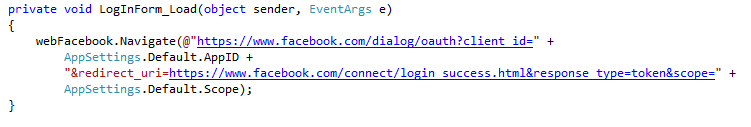 private void LogInForm_Load(object sender, EventArgs e)
{
webFacebook.Navigate(@"https://www.facebook.com/dialog/oauth?client_id=" +
AppSettings.Default.AppID +
"&redirect_uri=https://www.facebook.com/connect/login_success.html&response_type=token&scope=" +
AppSettings.Default.Scope);
}